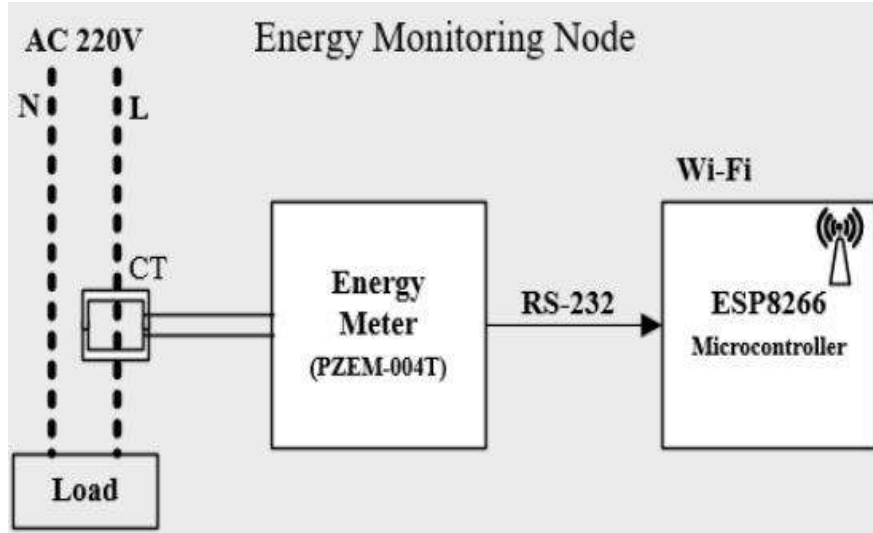 AC 220V
Energy Monitoring Node
N
L
Wi-Fi
CT
Energy
Meter
(PZEM-004T)
RS-232
ESP8266
Microcontroller
Load